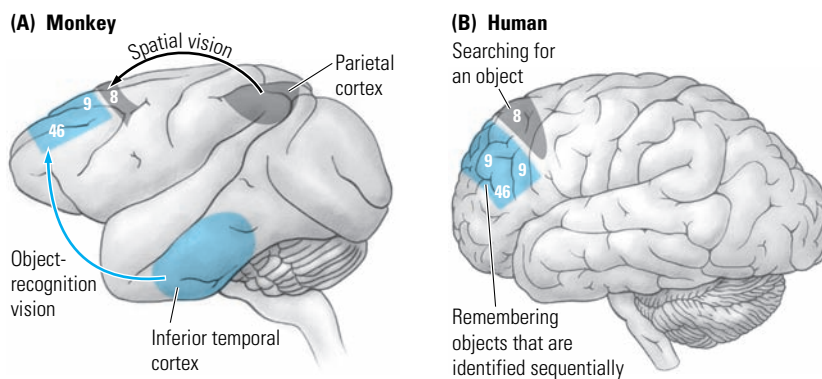 (A) Monkey
Spatial vision
Parietal
cortex
9
8
46
Object-
recognition
vision
Inferior temporal
cortex
(B) Human
Searching for
an object
8
9
9
46
Remembering
objects that are
identified sequentially